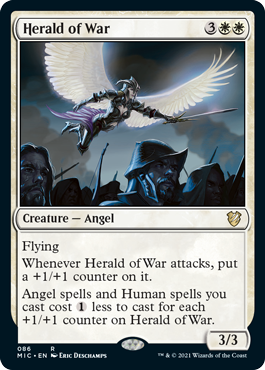 Herald of War 3
Creature — Angel
Flying
Whenever Herald of War attacks, put
a +1/+1 counter on it.
Angel spells and Human spells you
cast cost 1 less to cast for each
+1/+1 counter on Herald of War.
3/3
086 R
MIC • EN Eric Deschamps
™ & © 2021 Wizards of the Coast